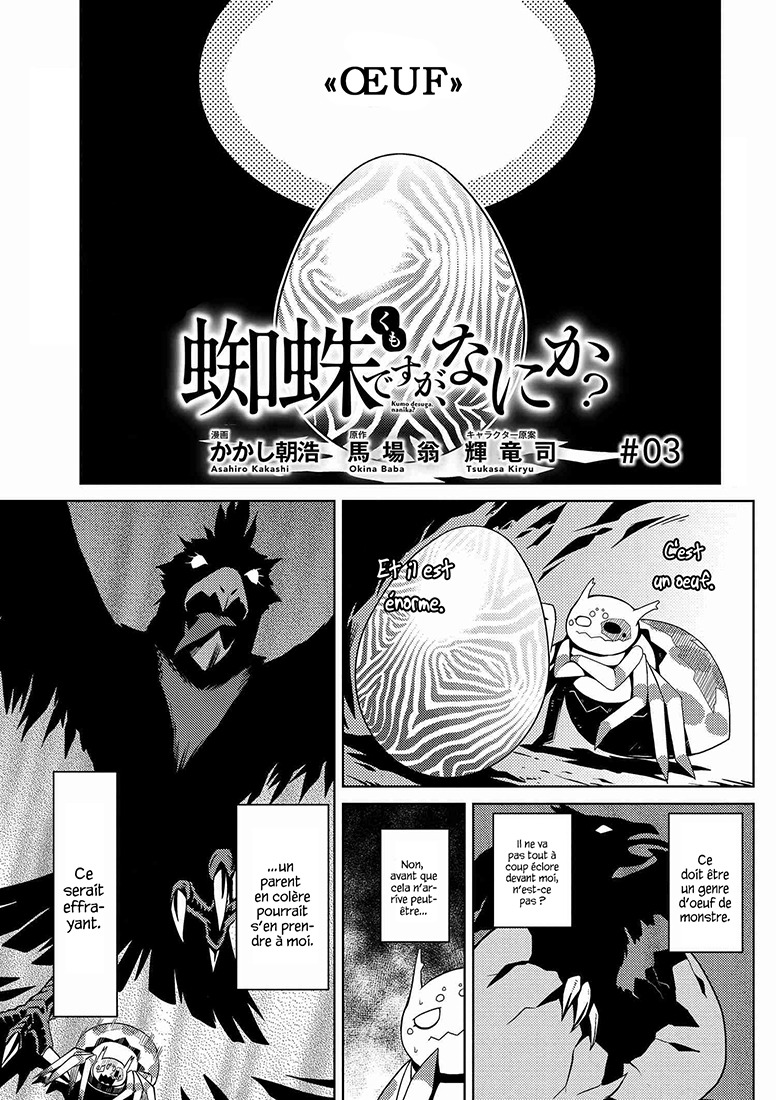 «ŒUF»
くも
蜘蛛ですが、なにか?
Kumo desuga,
nanika?
漫画
かかし朝浩
Asahiro Kakashi
原作
馬場翁
Okina Baba
キャラクター原案
輝竜司
Tsukasa Kiryu
#03
C'est
un oeuf.
Et il est
énorme.
Ce
doit être
un genre
d'oeuf de
monstre.
Il ne va
pas tout à
coup éclore
devant moi,
n'est-ce
pas ?
Non,
avant que
cela n'ar-
rive peut-
être...
...un
parent
en colère
pourrait
s'en pren-
dre à moi.
Ce
serait
effra-
yant.